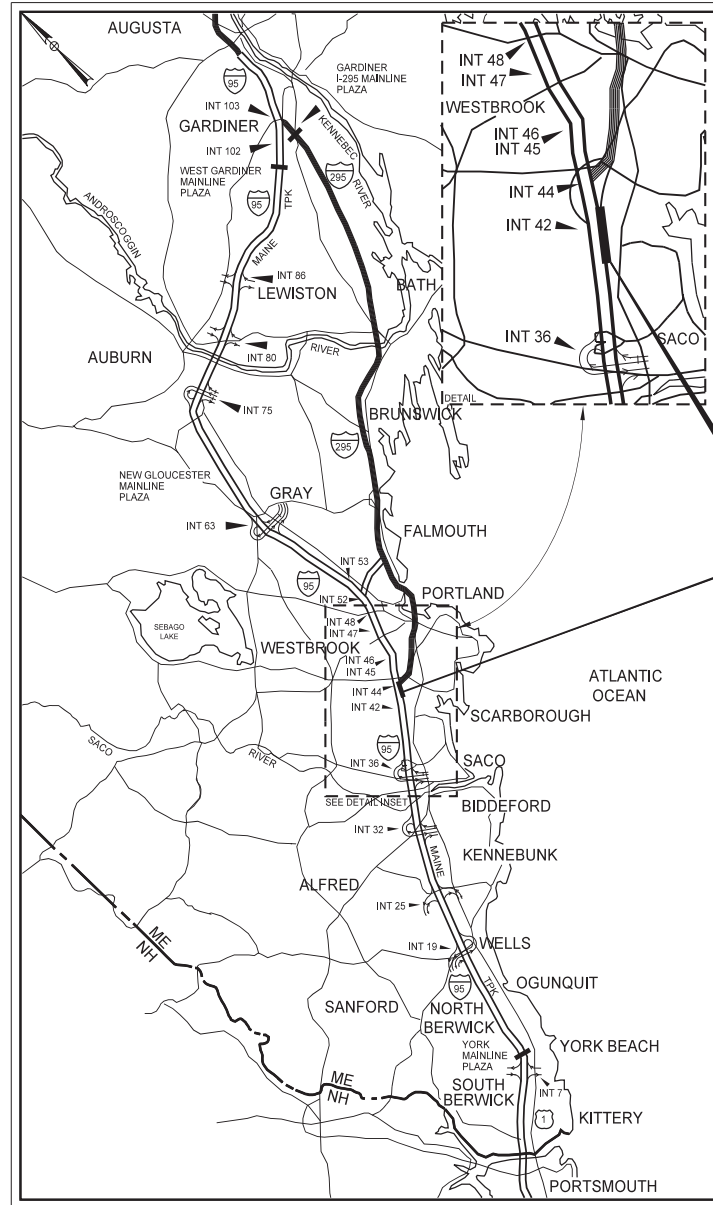 AUGUSTA
95
GARDINER
I-295 MAINLINE
PLAZA
INT 103
GARDINER
KENNEBEC
RIVER
INT 102
WEST GARDINER
MAINLINE
PLAZA
295
95
TPK
MAINE
ANDROSCOGGIN
INT 86
LEWISTON
BATH
RIVER
INT 80
AUBURN
INT 75
BRUNSWICK
295
NEW GLOUCESTER
MAINLINE
PLAZA
GRAY
INT 63
FALMOUTH
INT 53
95
INT 52
PORTLAND
INT 48
INT 47
SEBAGO
LAKE
WESTBROOK
INT 46
INT 45
INT 44
INT 42
ATLANTIC
OCEAN
SCARBOROUGH
SACO
RIVER
95
INT 36
SACO
SEE DETAIL INSET
BIDDEFORD
INT 32
MAINE
KENNEBUNK
ALFRED
INT 25
INT 19
WELLS
95
TPK
OGUNQUIT
SANFORD
NORTH
BERWICK
YORK
MAINLINE
PLAZA
YORK BEACH
SOUTH
BERWICK
INT 7
1
KITTERY
PORTSMOUTH
ME
NH
ME
NH
INT 48
INT 47
WESTBROOK
INT 46
INT 45
INT 44
INT 42
INT 36
SACO
DETAIL